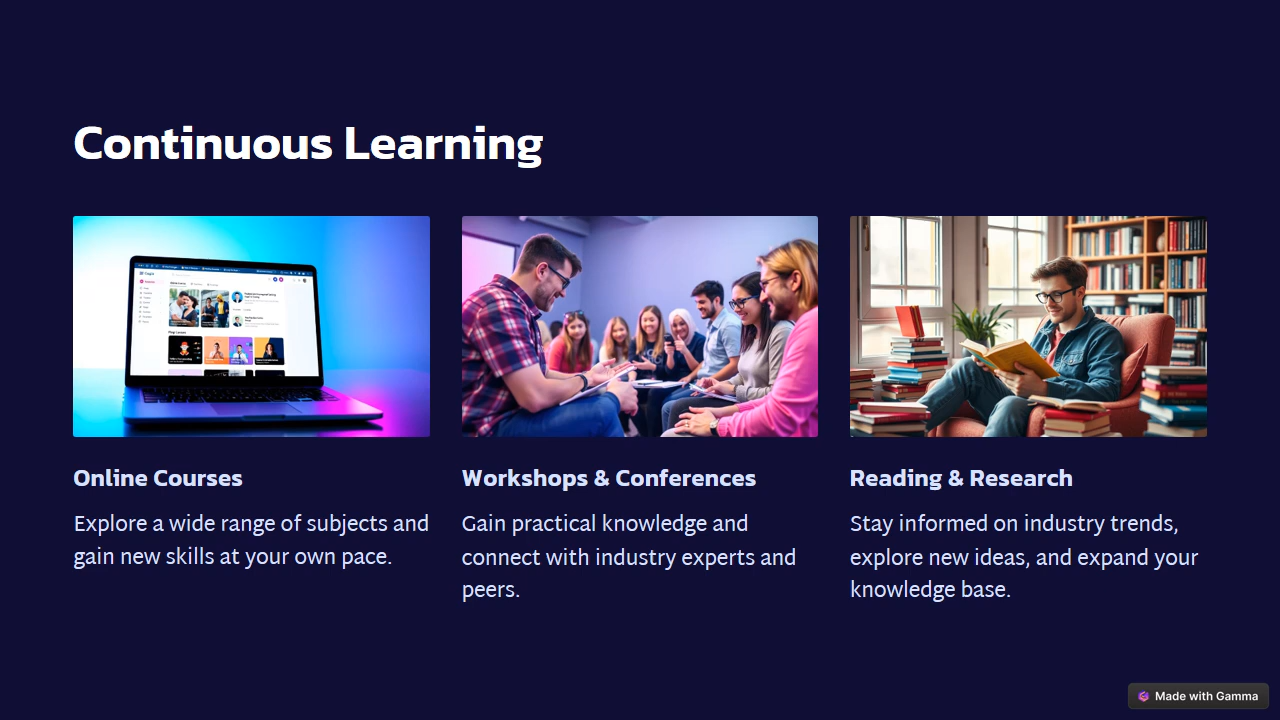 Continuous Learning
Online Courses
Explore a wide range of subjects and
gain new skills at your own pace.
Workshops & Conferences
Gain practical knowledge and
connect with industry experts and
peers.
Reading & Research
Stay informed on industry trends,
explore new ideas, and expand your
knowledge base.
Made with Gamma